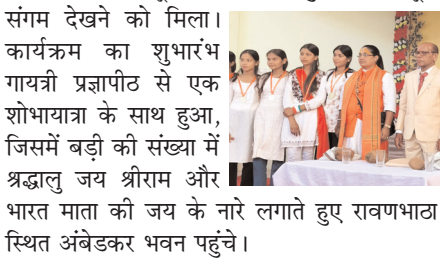 संगम देखने को मिला।
कार्यक्रम का शुभारंभ
गायत्री प्रज्ञापीठ से एक
शोभायात्रा के साथ हुआ,
जिसमें बड़ी की संख्या में
श्रद्धालु जय श्रीराम और
भारत माता की जय के नारे लगाते हुए रावणभाठा
स्थित अंबेडकर भवन पहुंचे।